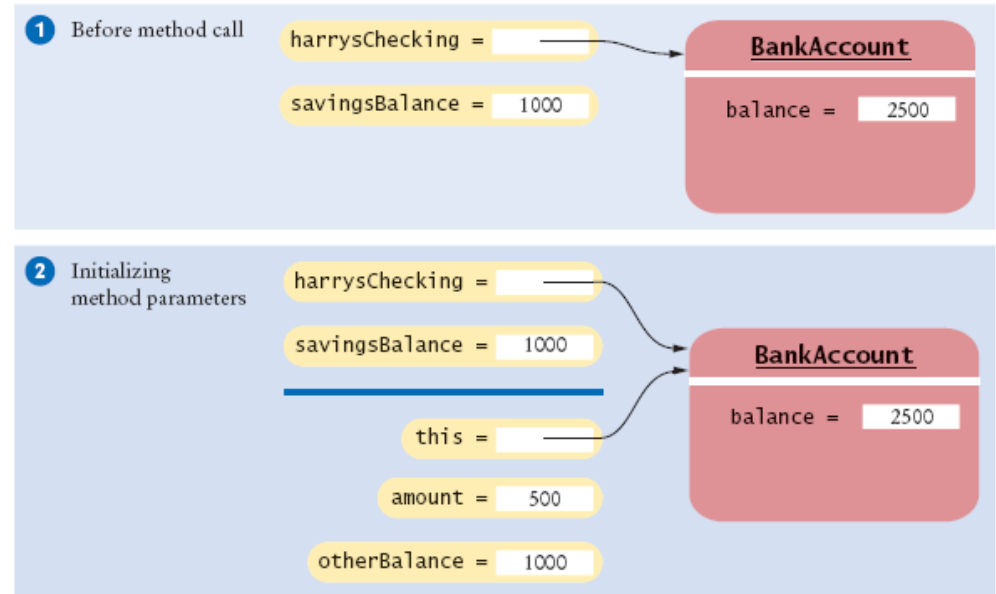 1 Before method call
harrysChecking =
BankAccount
savingsBalance = 1000
balance = 2500
2 Initializing
method parameters
harrysChecking =
savingsBalance = 1000
BankAccount
balance = 2500
this =
amount = 500
otherBalance = 1000